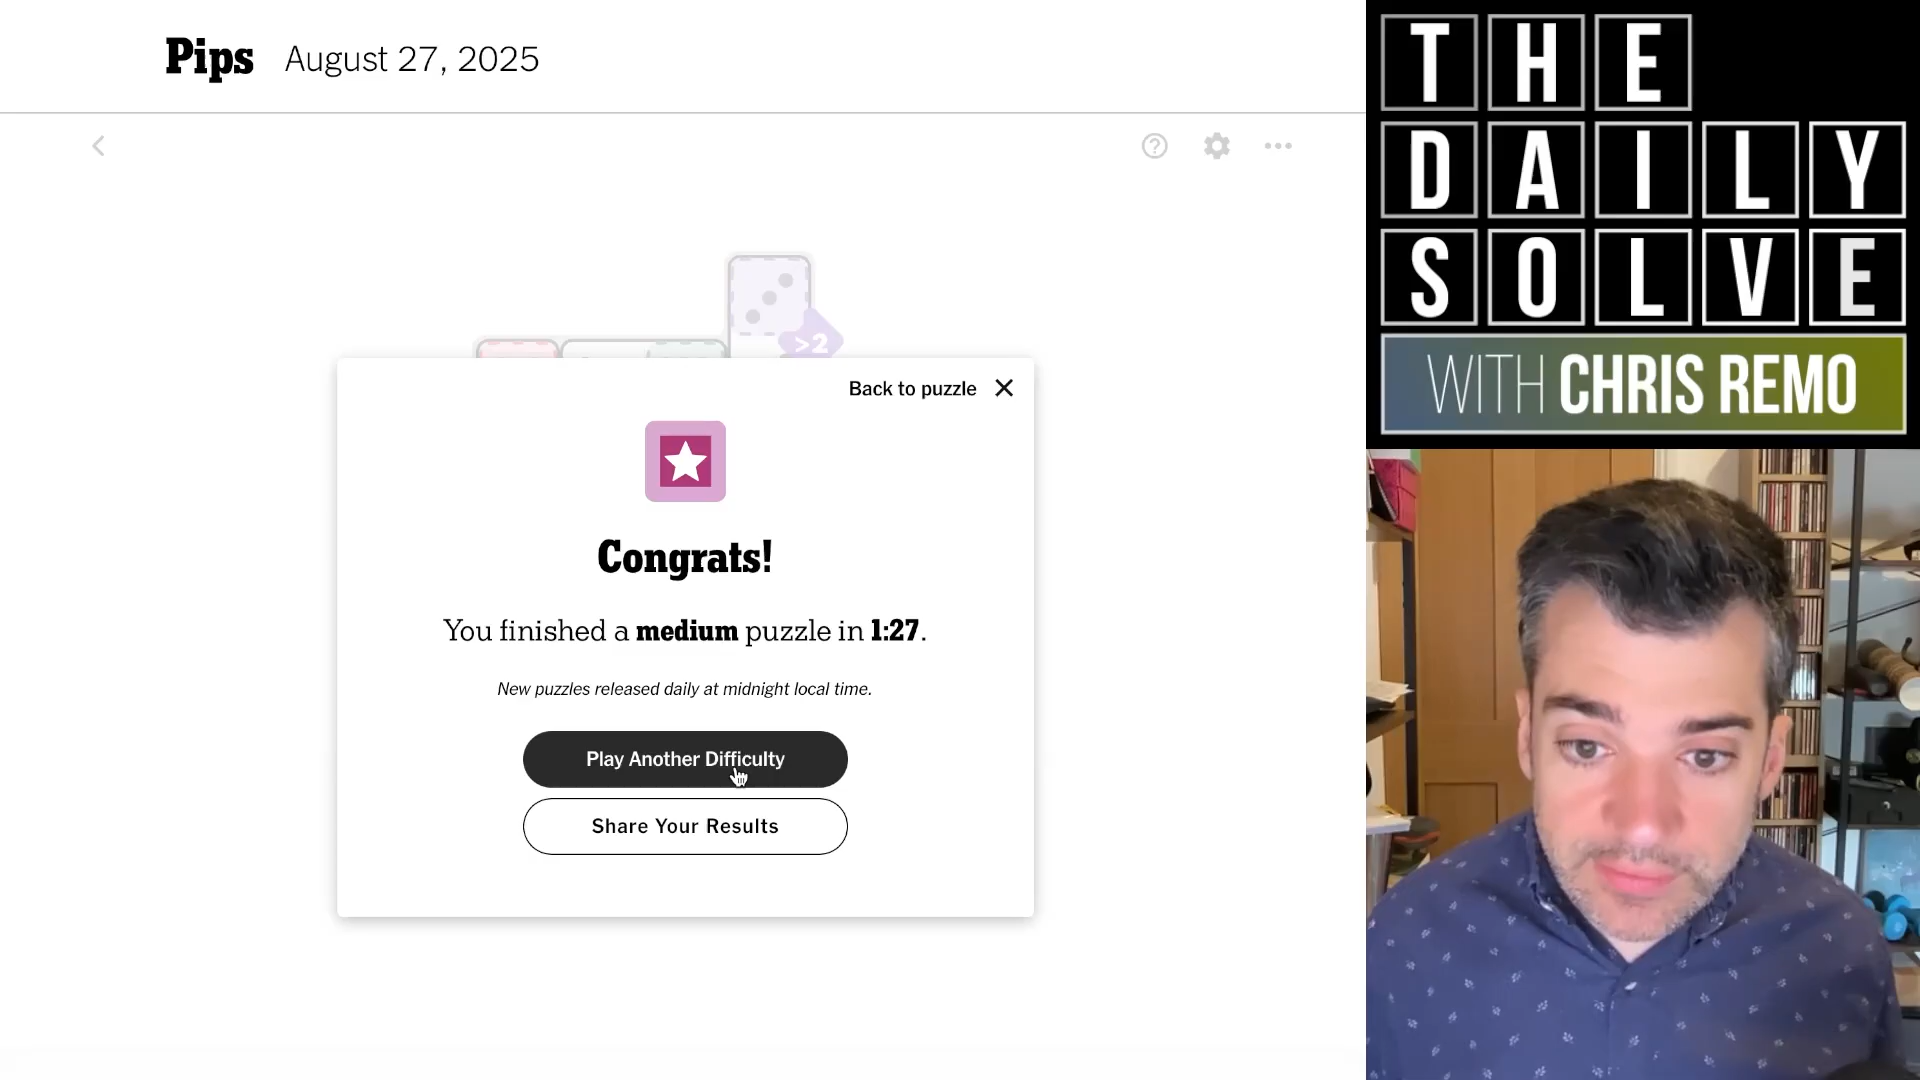 Pips August 27, 2025
>2
Back to puzzle
Congrats!
You finished a medium puzzle in 1:27.
New puzzles released daily at midnight local time.
Play Another Difficulty
Share Your Results
THE
DAILY
SOLVE
WITH CHRIS REMO